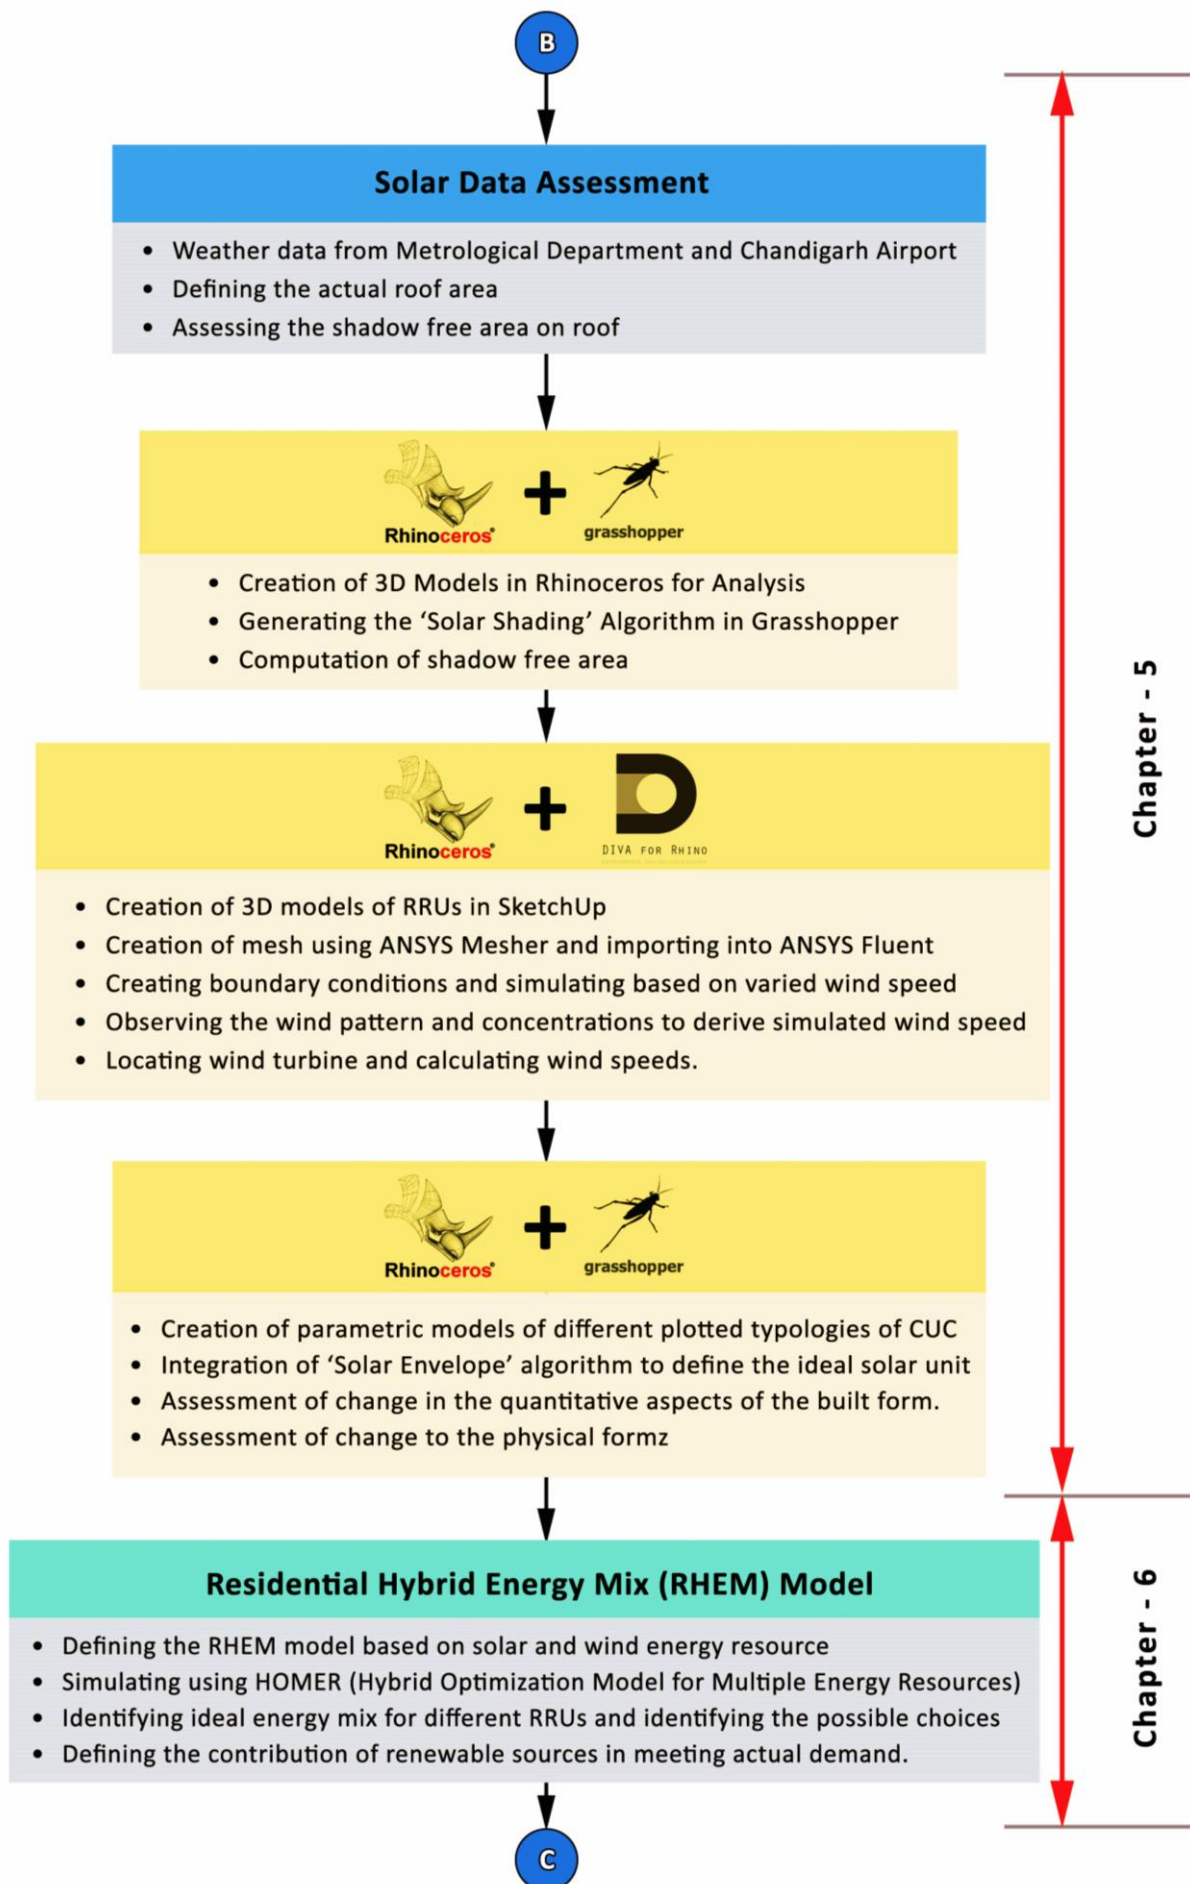 B
Solar Data Assessment
• Weather data from Metrological Department and Chandigarh Airport
• Defining the actual roof area
• Assessing the shadow free area on roof
Rhinoceros® + grasshopper
• Creation of 3D Models in Rhinoceros for Analysis
• Generating the ‘Solar Shading’ Algorithm in Grasshopper
• Computation of shadow free area
Rhinoceros® + DIVA FOR RHINO
• Creation of 3D models of RRUs in SketchUp
• Creation of mesh using ANSYS Mesher and importing into ANSYS Fluent
• Creating boundary conditions and simulating based on varied wind speed
• Observing the wind pattern and concentrations to derive simulated wind speed
• Locating wind turbine and calculating wind speeds.
Rhinoceros® + grasshopper
• Creation of parametric models of different plotted typologies of CUC
• Integration of ‘Solar Envelope’ algorithm to define the ideal solar unit
• Assessment of change in the quantitative aspects of the built form.
• Assessment of change to the physical formz
Chapter - 5
Residential Hybrid Energy Mix (RHEM) Model
• Defining the RHEM model based on solar and wind energy resource
• Simulating using HOMER (Hybrid Optimization Model for Multiple Energy Resources)
• Identifying ideal energy mix for different RRUs and identifying the possible choices
• Defining the contribution of renewable sources in meeting actual demand.
Chapter - 6
C